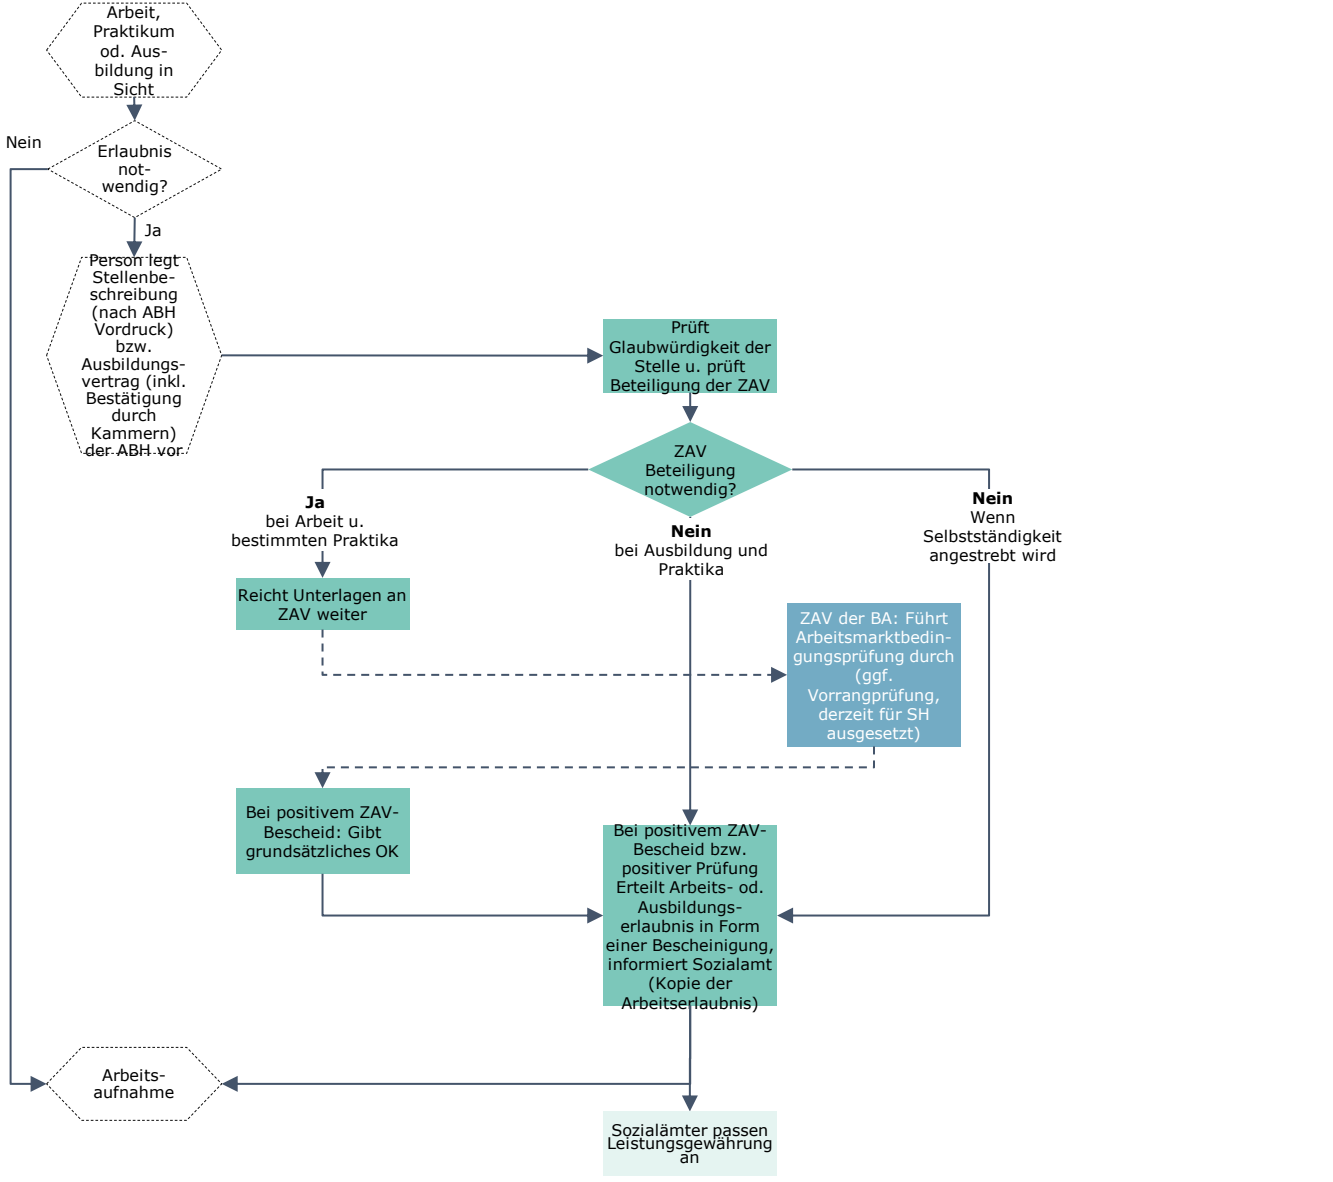 Arbeit,
Praktikum
od. Aus-
bildung in
Sicht
Nein
Erlaubnis
not-
wendig?
Ja
Person legt
Stellenbe-
schreibung
(nach ABH
Vordruck)
bzw.
Ausbildungs-
vertrag (inkl.
Bestätigung
durch
Kammern)
der ABH vor
Prüft
Glaubwürdigkeit der
Stelle u. prüft
Beteiligung der ZAV
ZAV
Beteiligung
notwendig?
Ja
bei Arbeit u.
bestimmten Praktika
Nein
bei Ausbildung und
Praktika
Nein
Wenn
Selbstständigkeit
angestrebt wird
Reicht Unterlagen an
ZAV weiter
ZAV der BA: Führt
Arbeitsmarktbedin-
gungsprüfung durch
(ggf.
Vorrangprüfung,
derzeit für SH
ausgesetzt)
Bei positivem ZAV-
Bescheid: Gibt
grundsätzliches OK
Bei positivem ZAV-
Bescheid bzw.
positiver Prüfung
Erteilt Arbeits- od.
Ausbildungs-
erlaubnis in Form
einer Bescheinigung,
informiert Sozialamt
(Kopie der
Arbeitserlaubnis)
Arbeits-
aufnahme
Sozialämter passen
Leistungsgewährung
an